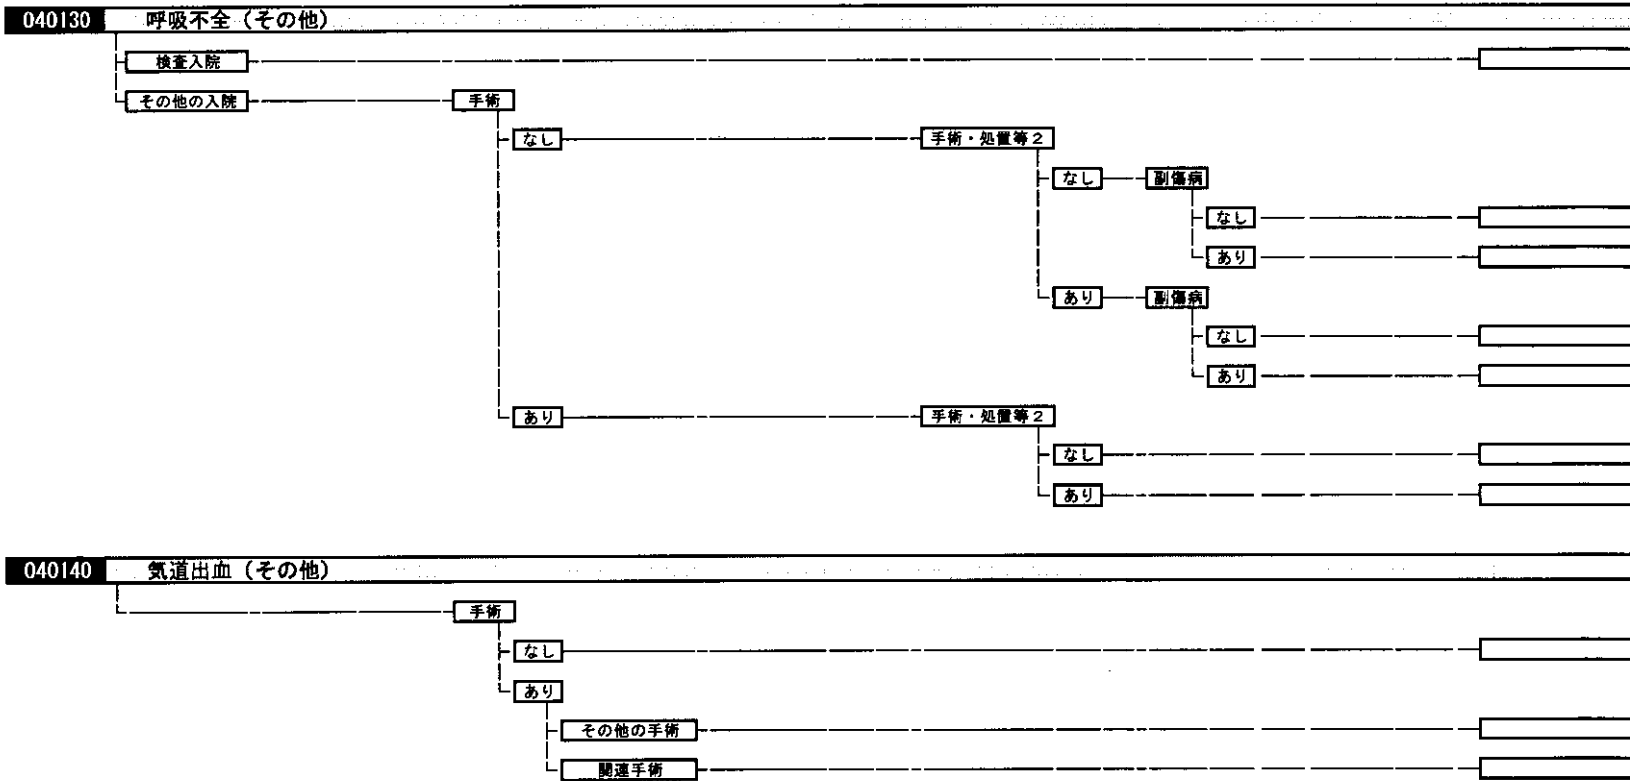 040130 呼吸不全（その他）
検査入院
その他の入院 手術
なし 手術・処置等２
なし 副傷病
なし
あり
あり 副傷病
なし
あり
あり 手術・処置等２
なし
あり
040140 気道出血（その他）
手術
なし
あり
その他の手術
関連手術